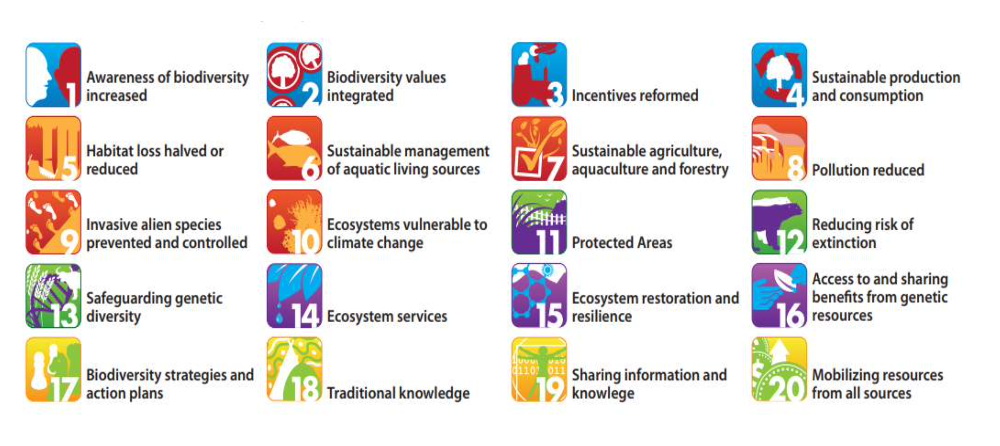 1
Awareness of biodiversity
increased
2
Biodiversity values
integrated
3
Incentives reformed
4
Sustainable production
and consumption
5
Habitat loss halved or
reduced
6
Sustainable management
of aquatic living sources
7
Sustainable agriculture,
aquaculture and forestry
8
Pollution reduced
9
Invasive alien species
prevented and controlled
10
Ecosystems vulnerable to
climate change
11
Protected Areas
12
Reducing risk of
extinction
13
Safeguarding genetic
diversity
14
Ecosystem services
15
Ecosystem restoration and
resilience
16
Access to and sharing
benefits from genetic
resources
17
Biodiversity strategies and
action plans
18
Traditional knowledge
19
Sharing information and
knowlege
20
$
Mobilizing resources
from all sources